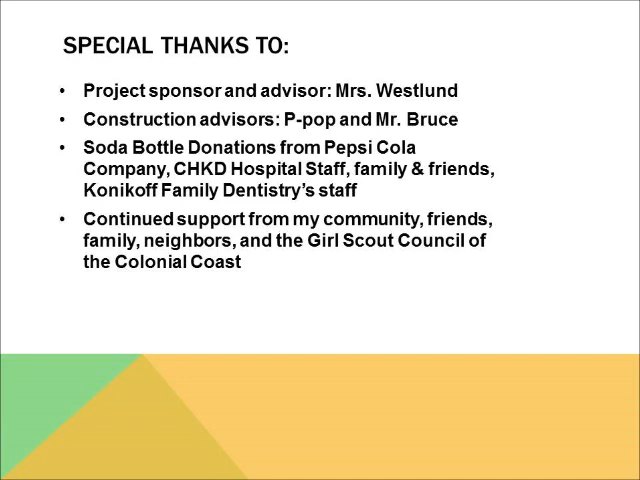 SPECIAL THANKS TO:
• Project sponsor and advisor: Mrs. Westlund
• Construction advisors: P-pop and Mr. Bruce
• Soda Bottle Donations from Pepsi Cola
Company, CHKD Hospital Staff, family & friends,
Konikoff Family Dentistry's staff
• Continued support from my community, friends,
family, neighbors, and the Girl Scout Council of
the Colonial Coast